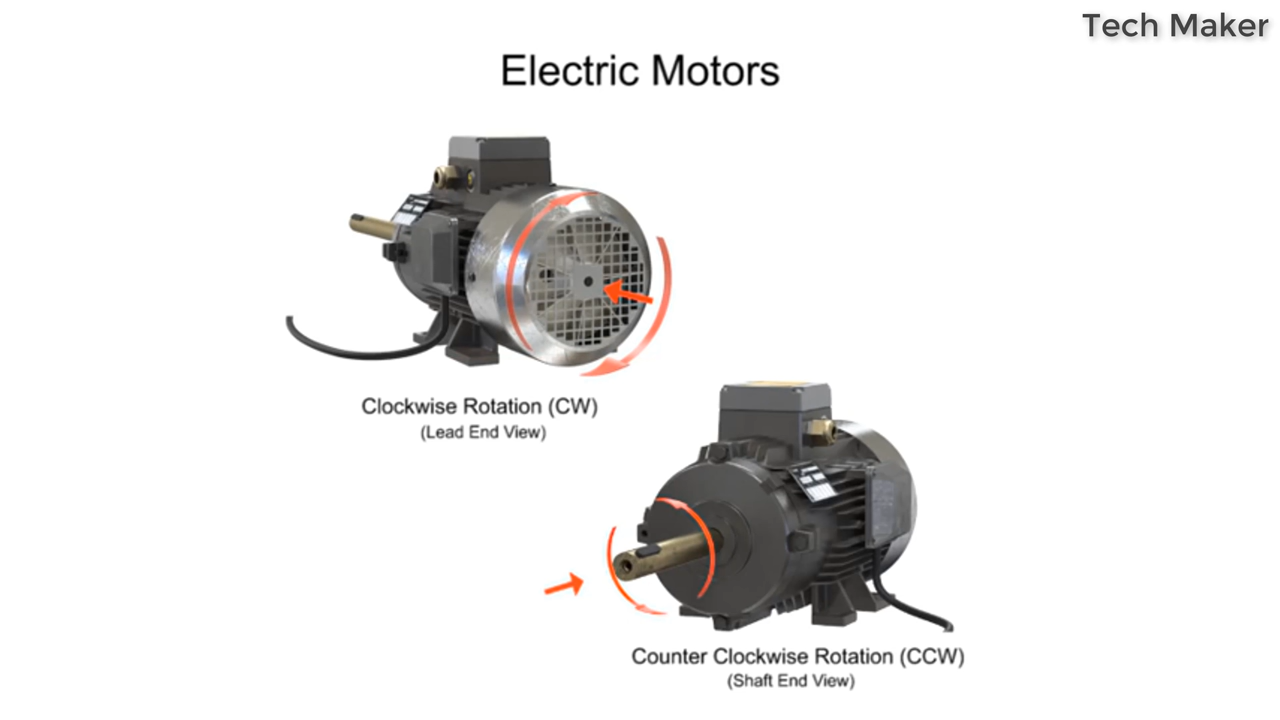 Tech Maker
Electric Motors
Clockwise Rotation (CW)
(Lead End View)
Counter Clockwise Rotation (CCW)
(Shaft End View)